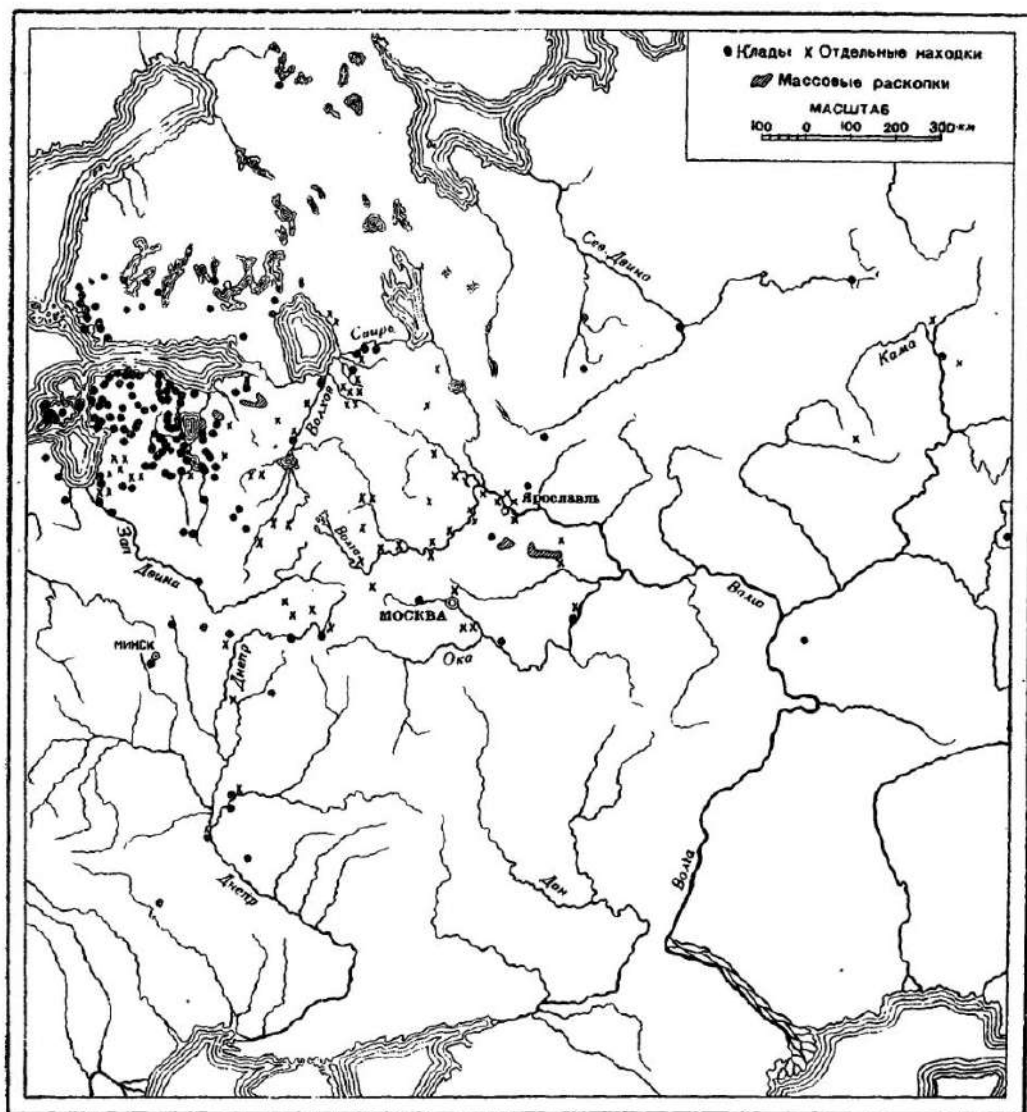 ● Клады x Отдельные находки
Массовые раскопки
МАСШТАБ
100 0 100 200 300 км
Сев. Двина
Кама
Свирь
Волхов
Ярославль
Волга
Зап.
Двина
МОСКВА
Волга
МИНСК
Днепр
Ока
Днепр
Дон
Волга